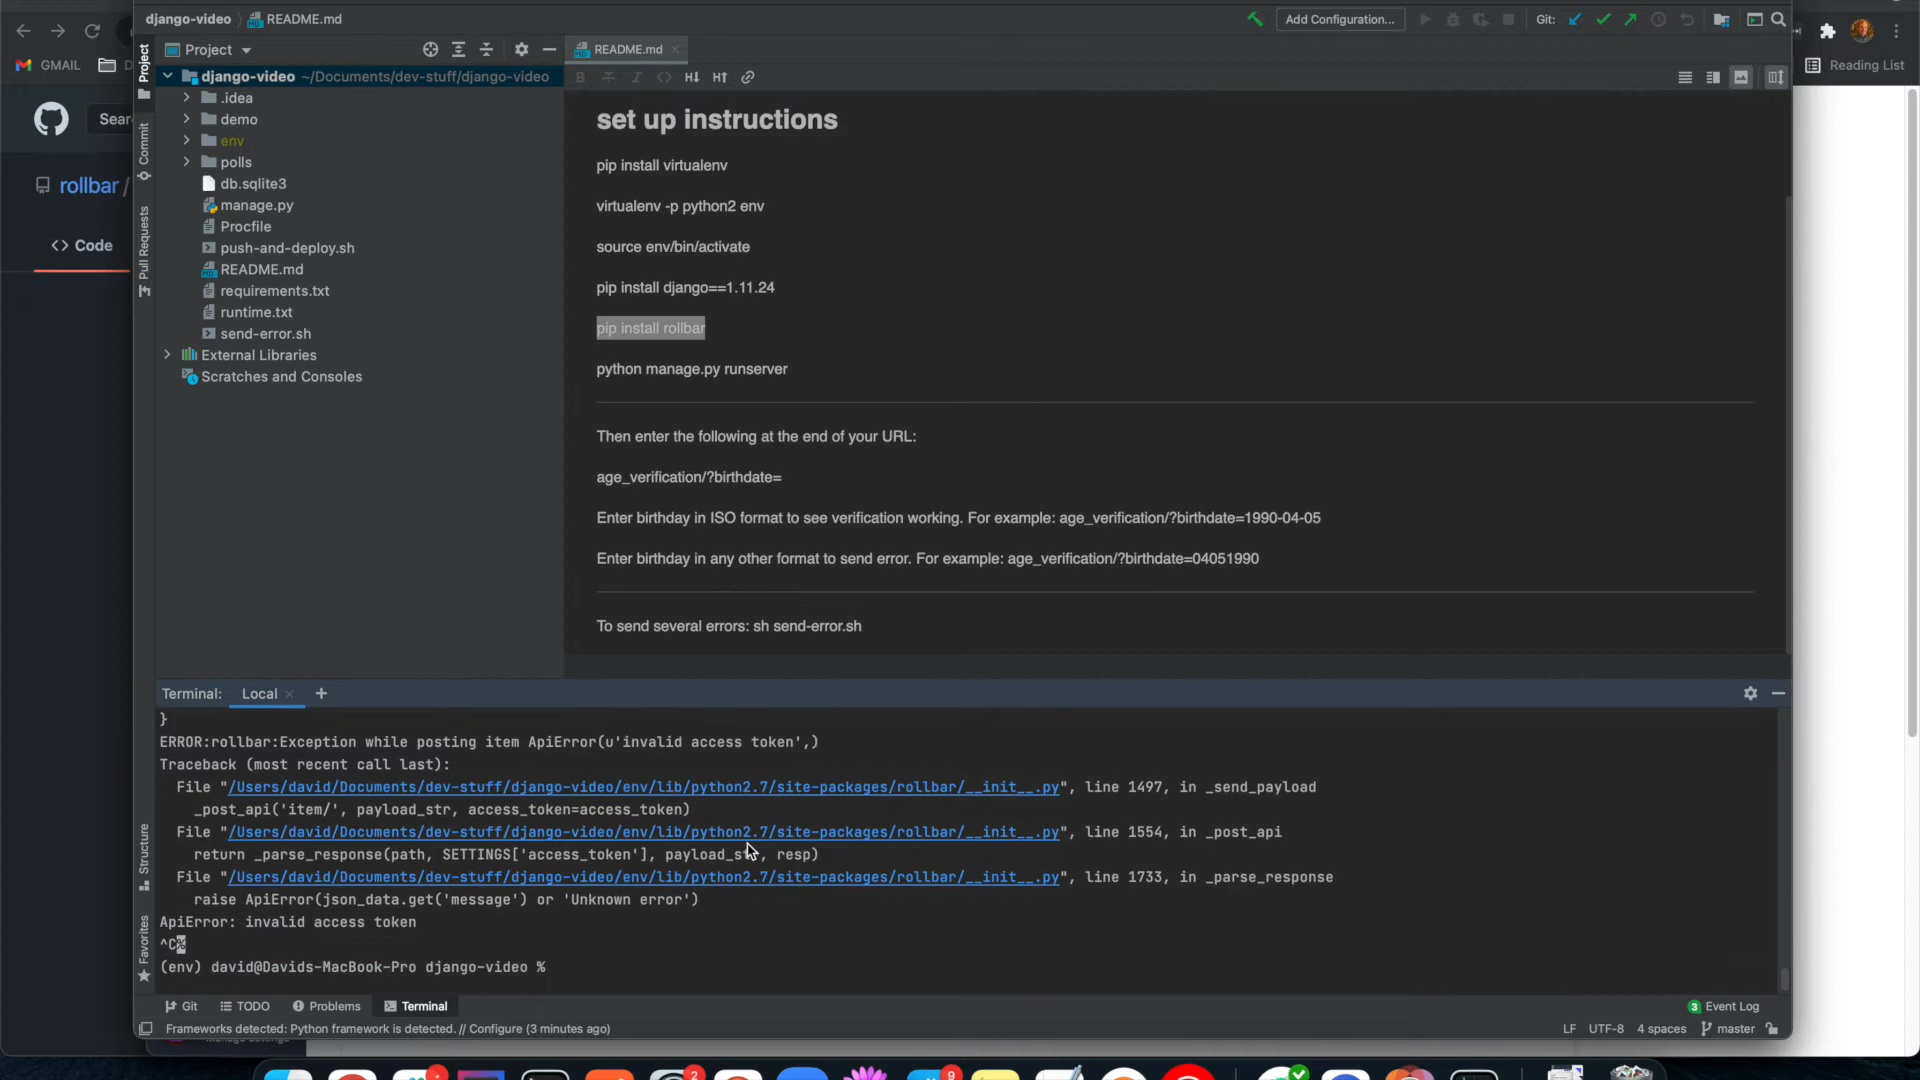 django-video
README.md
Add Configuration...
Git:
Project
README.md
GMAIL
Reading List
Project
Commit
Pull Requests
Structure
Favorites
django-video ~/Documents/dev-stuff/django-video
.idea
demo
env
polls
db.sqlite3
manage.py
Procfile
push-and-deploy.sh
README.md
requirements.txt
runtime.txt
send-error.sh
External Libraries
Scratches and Consoles
rollbar /
<> Code
set up instructions
pip install virtualenv
virtualenv -p python2 env
source env/bin/activate
pip install django==1.11.24
pip install rollbar
python manage.py runserver
Then enter the following at the end of your URL:
age_verification/?birthdate=
Enter birthday in ISO format to see verification working. For example: age_verification/?birthdate=1990-04-05
Enter birthday in any other format to send error. For example: age_verification/?birthdate=04051990
To send several errors: sh send-error.sh
Terminal: Local
}
ERROR:rollbar:Exception while posting item ApiError(u'invalid access token',)
Traceback (most recent call last):
File "/Users/david/Documents/dev-stuff/django-video/env/lib/python2.7/site-packages/rollbar/__init__.py", line 1497, in _send_payload
_post_api('item/', payload_str, access_token=access_token)
File "/Users/david/Documents/dev-stuff/django-video/env/lib/python2.7/site-packages/rollbar/__init__.py", line 1554, in _post_api
return _parse_response(path, SETTINGS['access_token'], payload_str, resp)
File "/Users/david/Documents/dev-stuff/django-video/env/lib/python2.7/site-packages/rollbar/__init__.py", line 1733, in _parse_response
raise ApiError(json_data.get('message') or 'Unknown error')
ApiError: invalid access token
^C%
(env) david@Davids-MacBook-Pro django-video %
Git
TODO
Problems
Terminal
3 Event Log
Frameworks detected: Python framework is detected. // Configure (3 minutes ago)
LF UTF-8 4 spaces master
2
9